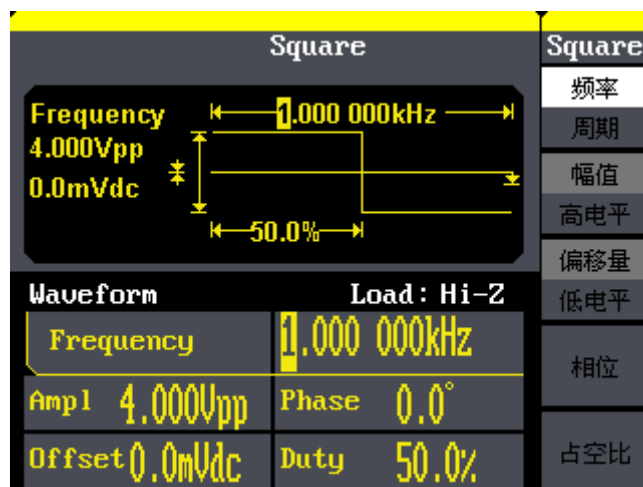 Square
Square
Frequency
1.000 000kHz
4.000Vpp
0.0mVdc
50.0%
Waveform
Load: Hi-Z
Frequency
1.000 000kHz
Ampl 4.000Vpp
Phase 0.0°
Offset 0.0mVdc
Duty 50.0%
频率
周期
幅值
高电平
偏移量
低电平
相位
占空比